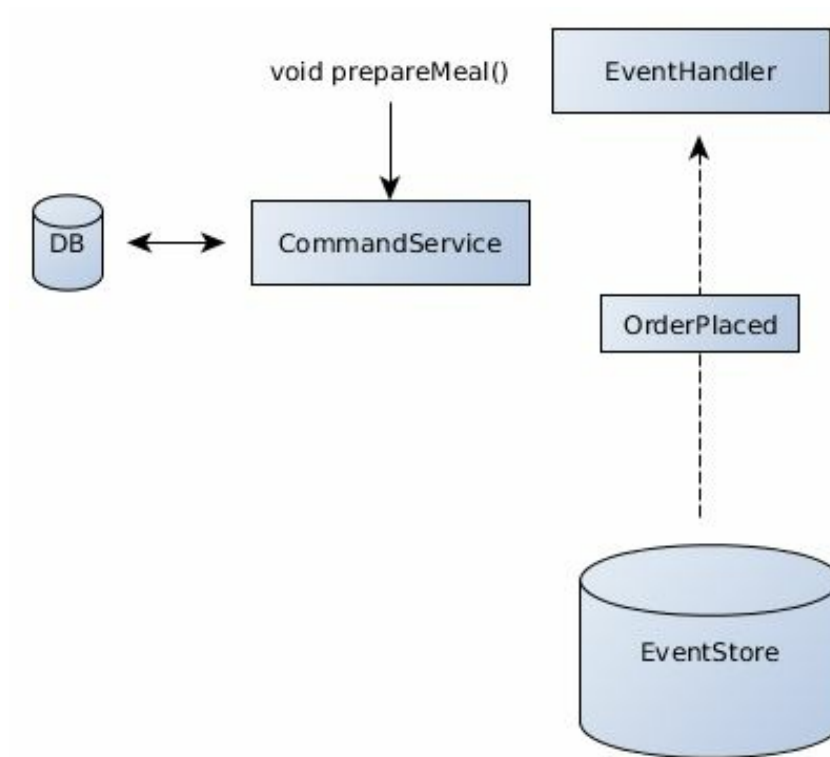 void prepareMeal()
EventHandler
DB
CommandService
OrderPlaced
EventStore